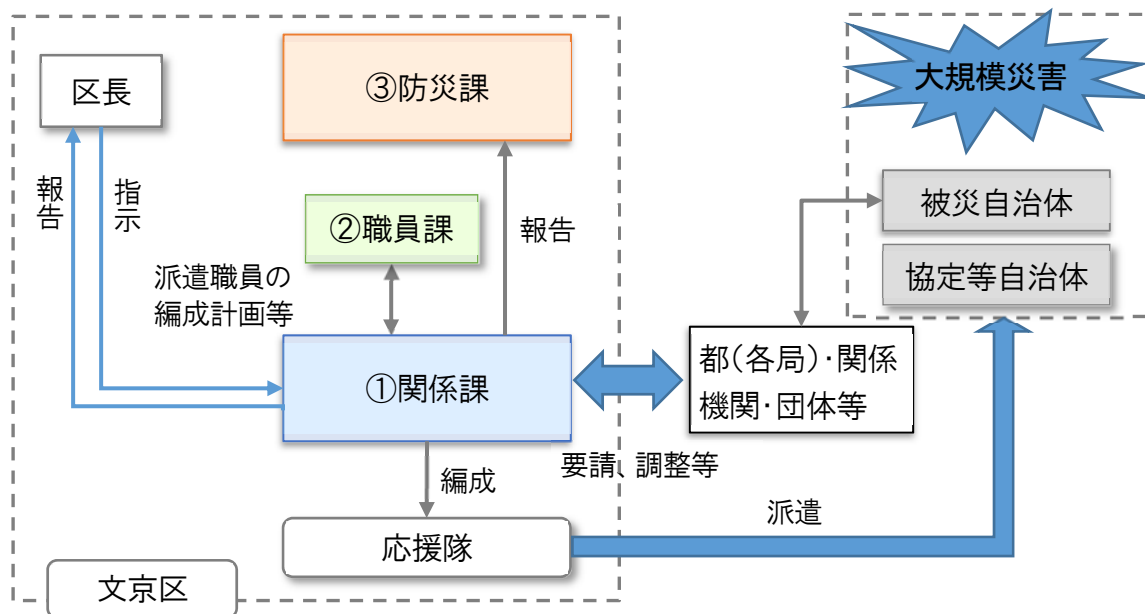 区長
③防災課
大規模災害
報告
指示
②職員課
報告
被災自治体
協定等自治体
派遣職員の
編成計画等
①関係課
都(各局)・関係
機関・団体等
要請、調整等
編成
応援隊
派遣
文京区